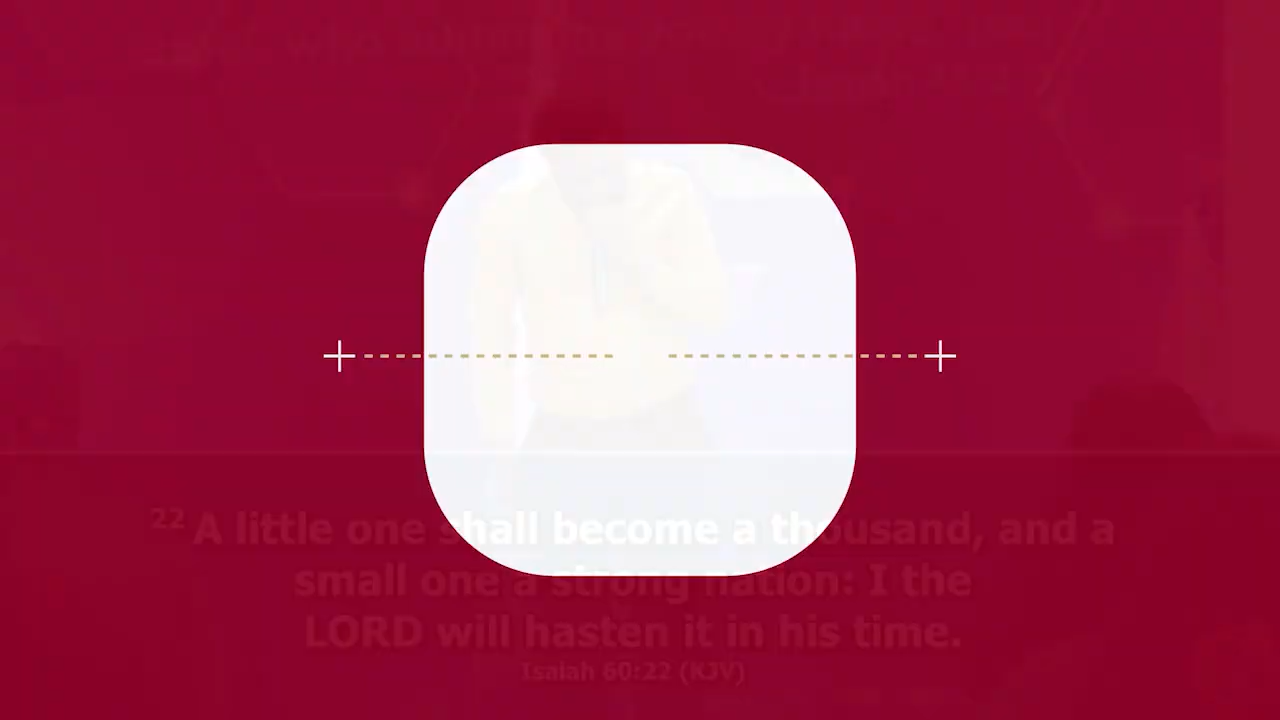 22 A little one shall become a thousand, and a
small one a strong nation: I the
LORD will hasten it in his time.
Isaiah 60:22 (KJV)